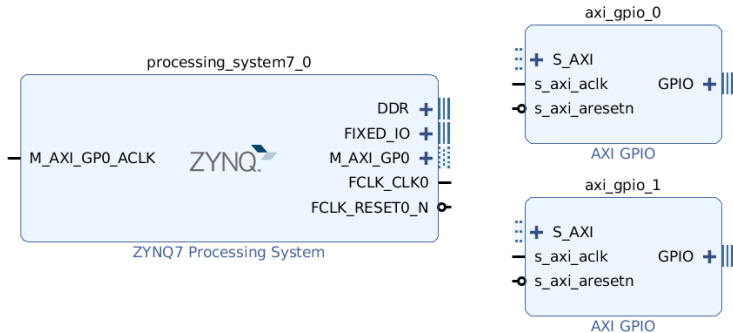 processing_system7_0
DDR
FIXED_IO
M_AXI_GP0_ACLK
ZYNQ
M_AXI_GP0
FCLK_CLK0
FCLK_RESET0_N
ZYNQ7 Processing System
axi_gpio_0
S_AXI
s_axi_aclk
GPIO
s_axi_aresetn
AXI GPIO
axi_gpio_1
S_AXI
s_axi_aclk
GPIO
s_axi_aresetn
AXI GPIO